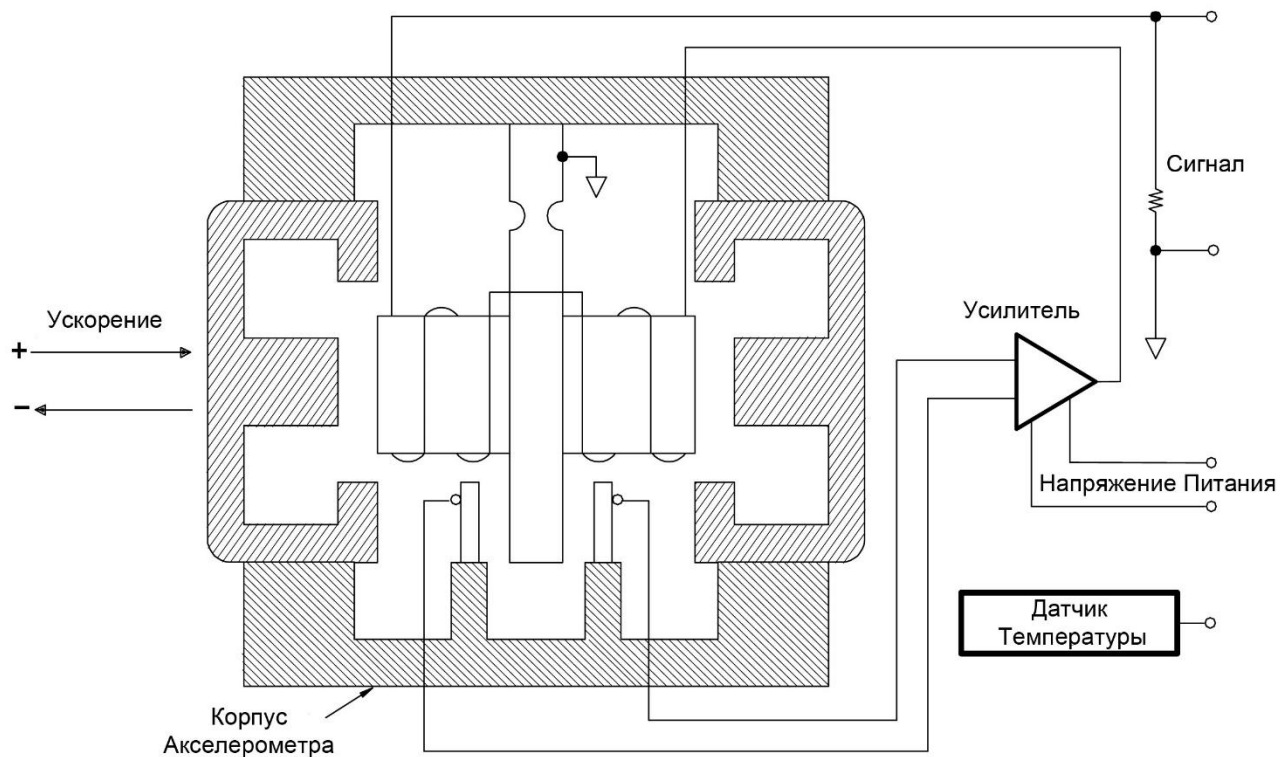 Сигнал
Усилитель
Ускорение
+
−
Напряжение Питания
Датчик
Температуры
Корпус
Акселерометра